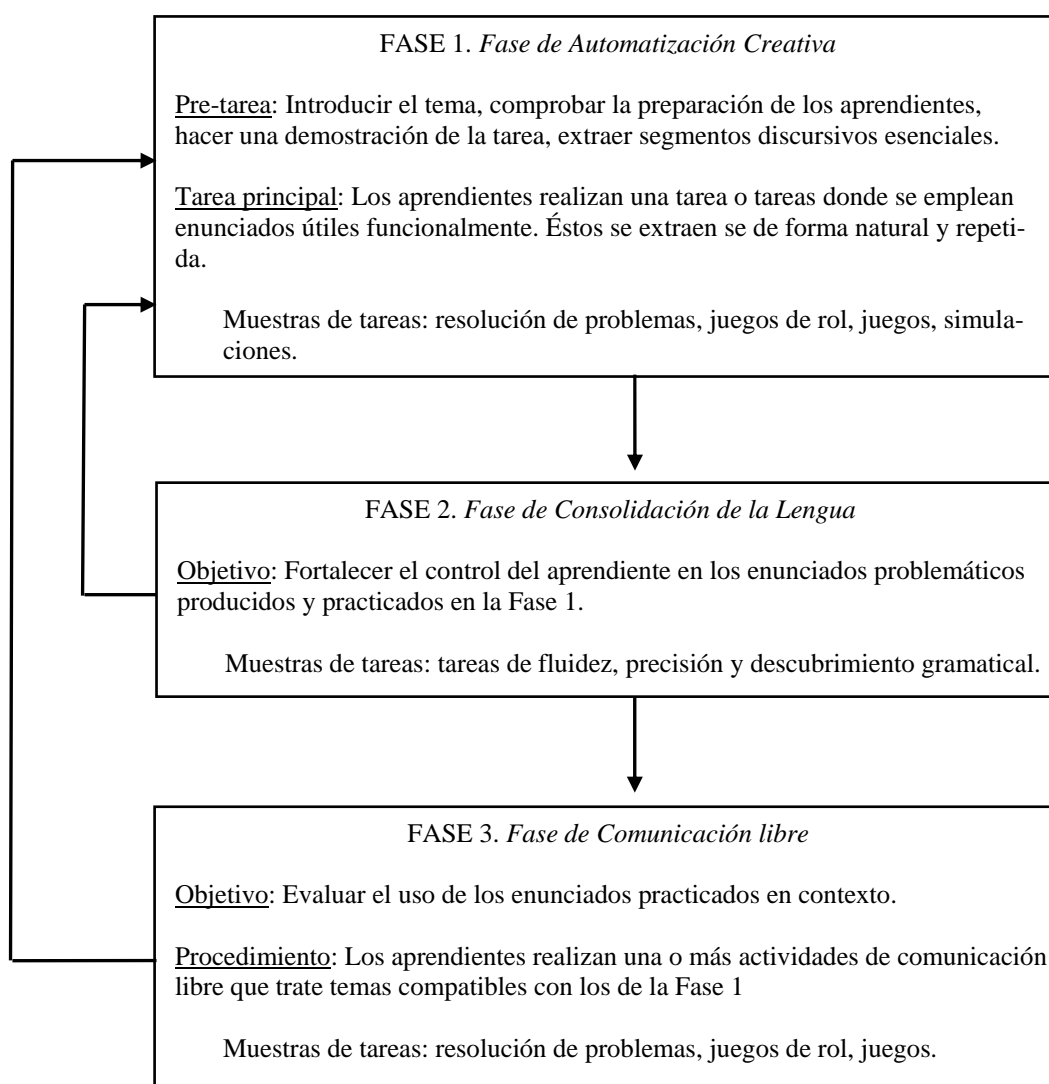 FASE 1. Fase de Automatización Creativa
Pre-tarea: Introducir el tema, comprobar la preparación de los aprendientes,
hacer una demostración de la tarea, extraer segmentos discursivos esenciales.
Tarea principal: Los aprendientes realizan una tarea o tareas donde se emplean
enunciados útiles funcionalmente. Éstos se extraen se de forma natural y repeti-
da.
Muestras de tareas: resolución de problemas, juegos de rol, juegos, simula-
ciones.
FASE 2. Fase de Consolidación de la Lengua
Objetivo: Fortalecer el control del aprendiente en los enunciados problemáticos
producidos y practicados en la Fase 1.
Muestras de tareas: tareas de fluidez, precisión y descubrimiento gramatical.
FASE 3. Fase de Comunicación libre
Objetivo: Evaluar el uso de los enunciados practicados en contexto.
Procedimiento: Los aprendientes realizan una o más actividades de comunicación
libre que trate temas compatibles con los de la Fase 1
Muestras de tareas: resolución de problemas, juegos de rol, juegos.